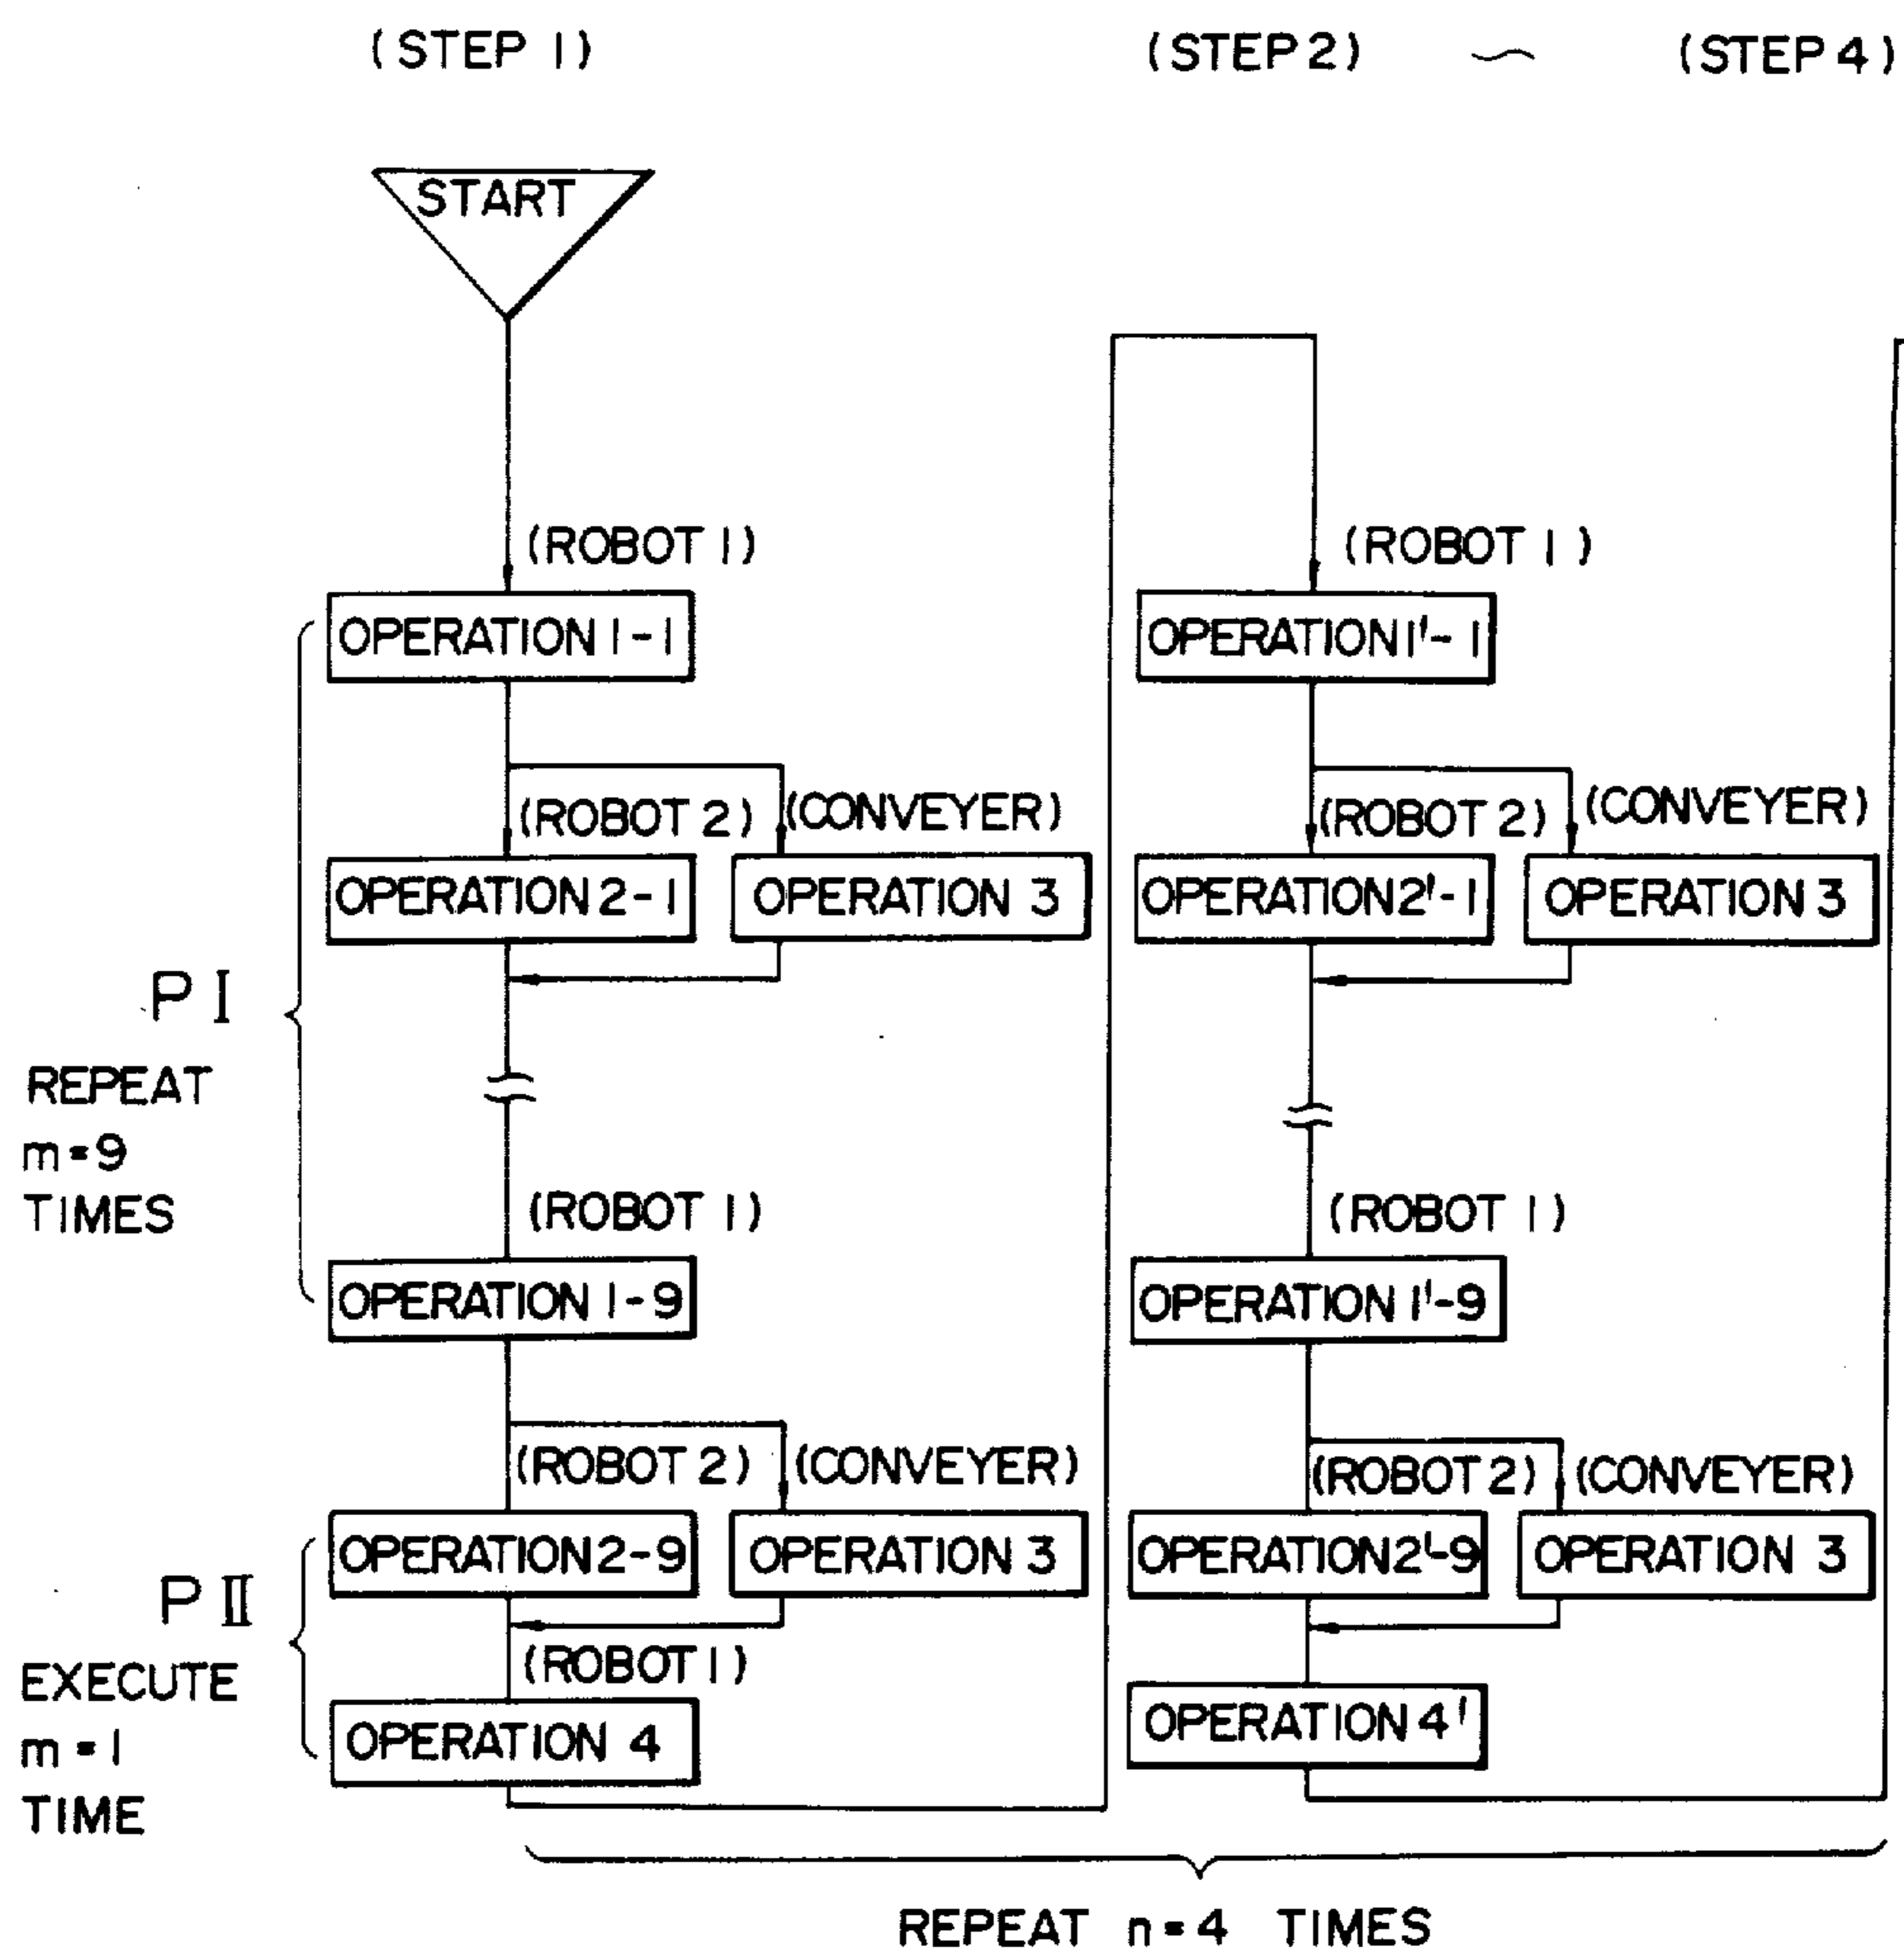 (STEP 1)
(STEP 2) ~ (STEP 4)
START
(ROBOT 1)
(ROBOT 1)
OPERATION 1-1
OPERATION 1'-1
(ROBOT 2) (CONVEYER)
(ROBOT 2) (CONVEYER)
OPERATION 2-1
OPERATION 3
OPERATION 2'-1
OPERATION 3
P I
REPEAT
m=9
TIMES
(ROBOT 1)
(ROBOT 1)
OPERATION 1-9
OPERATION 1'-9
(ROBOT 2) (CONVEYER)
(ROBOT 2) (CONVEYER)
OPERATION 2-9
OPERATION 3
OPERATION 2'-9
OPERATION 3
P II
EXECUTE
m=1
TIME
(ROBOT 1)
OPERATION 4
OPERATION 4'
REPEAT n=4 TIMES